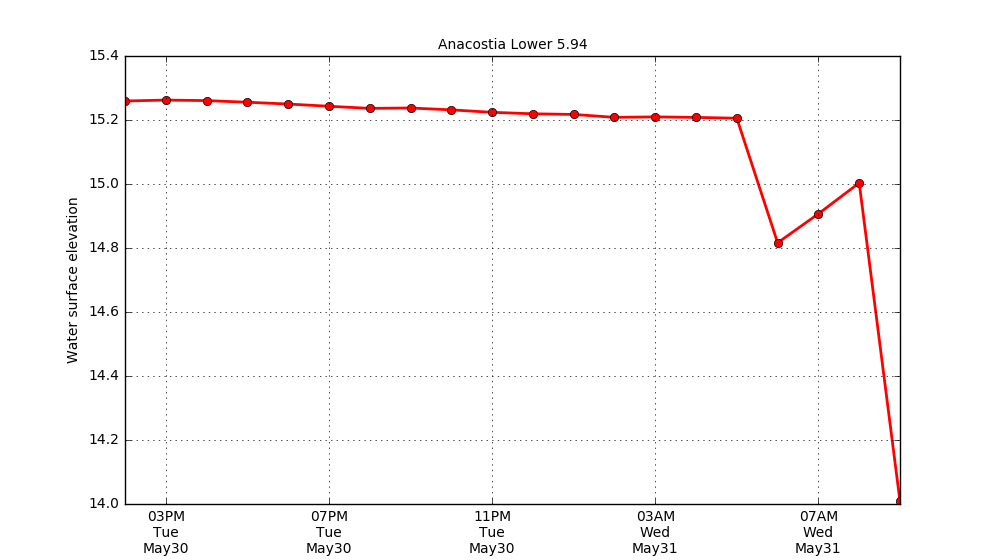 Anacostia Lower 5.94
15.4
15.2
15.0
14.8
14.6
14.4
14.2
14.0
Water surface elevation
03PM
Tue
May30
07PM
Tue
May30
11PM
Tue
May30
03AM
Wed
May31
07AM
Wed
May31